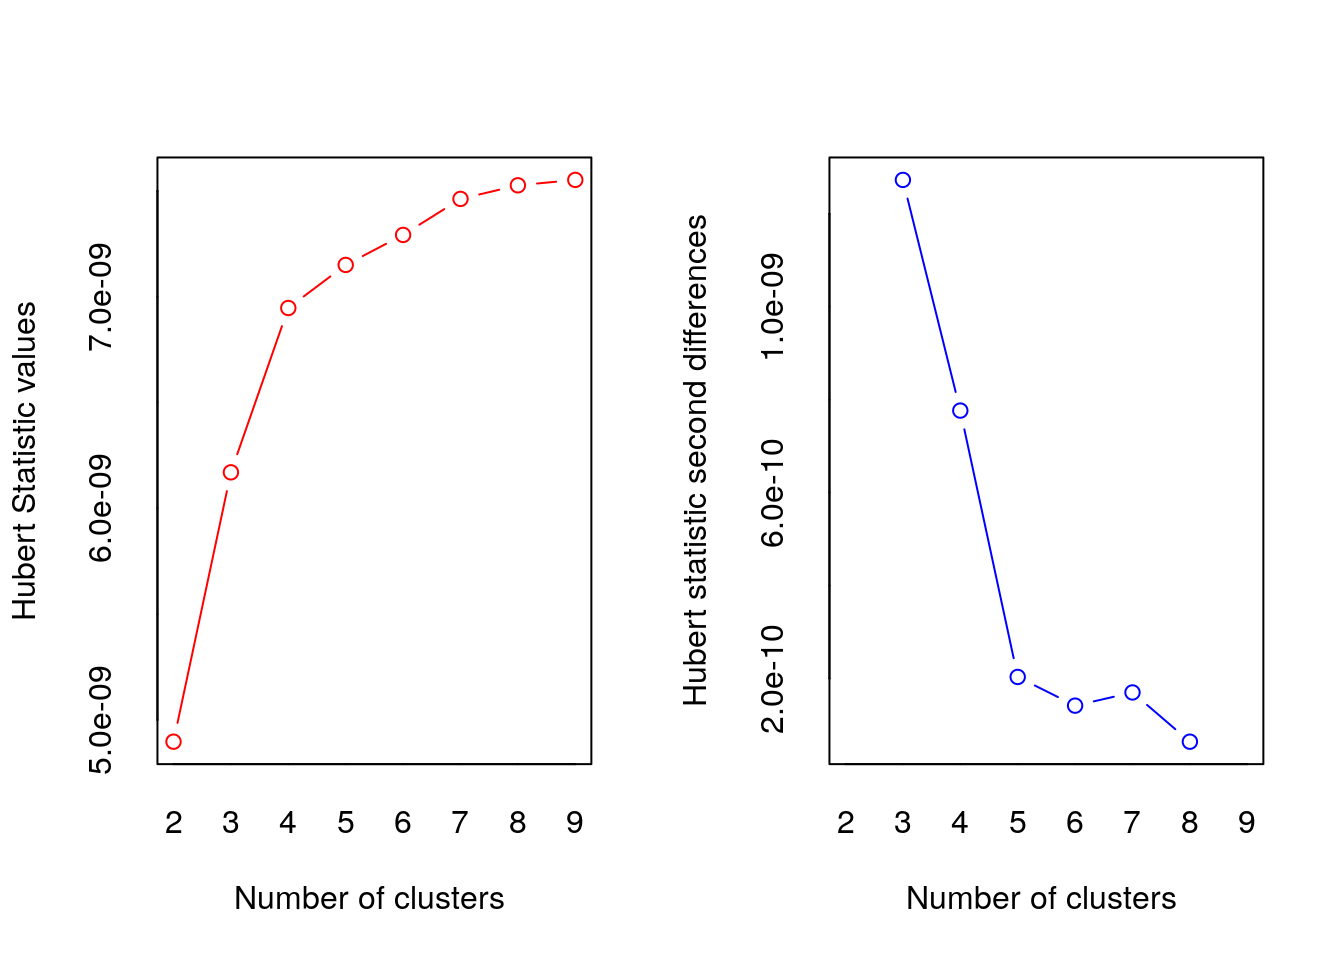 Hubert Statistic values
5.0e-09 6.0e-09 7.0e-09
2 3 4 5 6 7 8 9
Number of clusters
Hubert statistic second differences
2.0e-10 6.0e-10 1.0e-09
2 3 4 5 6 7 8 9
Number of clusters